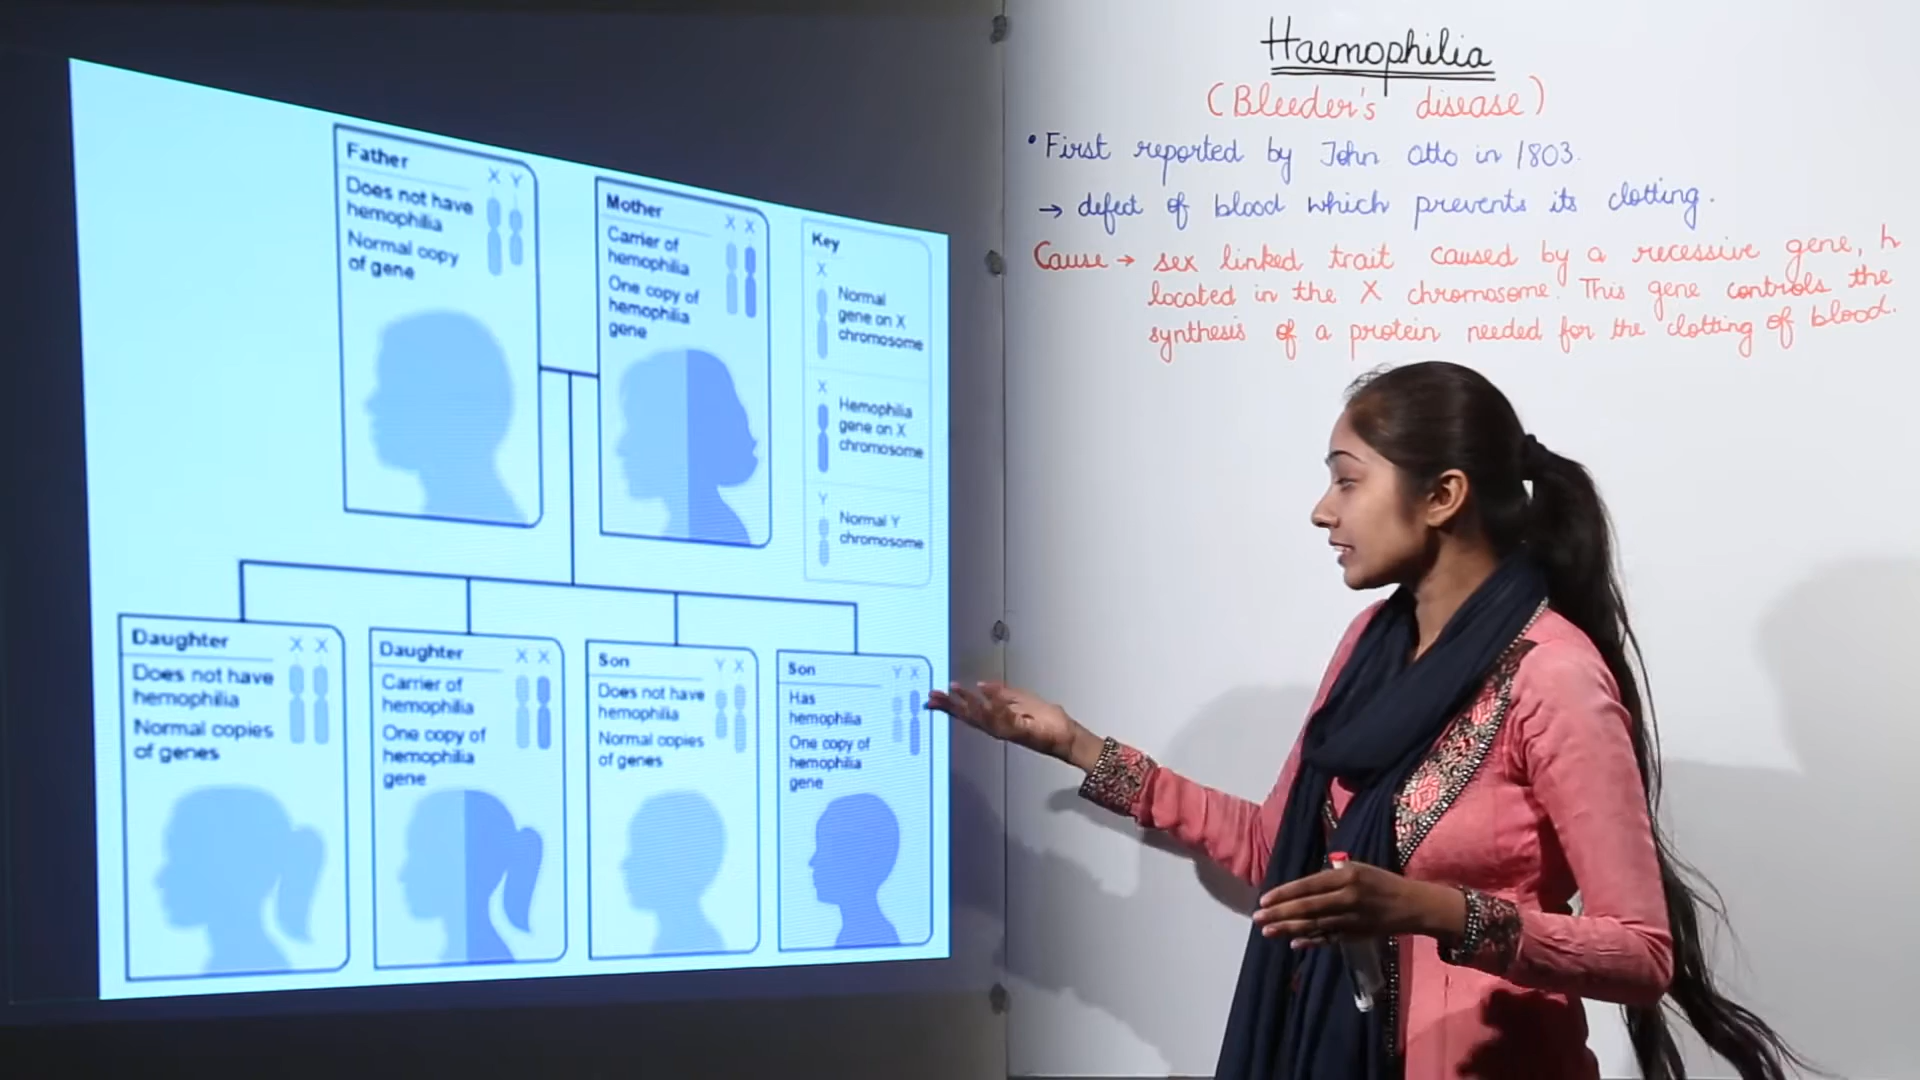 Father
X Y
Does not have
hemophilia
Normal copy
of gene
Mother
X X
Carrier of
hemophilia
One copy of
hemophilia
gene
Key
X
Normal
gene on X
chromosome
X
Hemophilia
gene on X
chromosome
Y
Normal Y
chromosome
Daughter
X X
Does not have
hemophilia
Normal copies
of genes
Daughter
X X
Carrier of
hemophilia
One copy of
hemophilia
gene
Son
Y X
Does not have
hemophilia
Normal copies
of genes
Son
Y X
Has
hemophilia
One copy of
hemophilia
gene
Haemophilia
(Bleeder's disease)
• First reported by John Otto in 1803.
→ defect of blood which prevents its clotting.
Cause → sex linked trait caused by a recessive gene, h
located in the X chromosome. This gene controls the
synthesis of a protein needed for the clotting of blood.